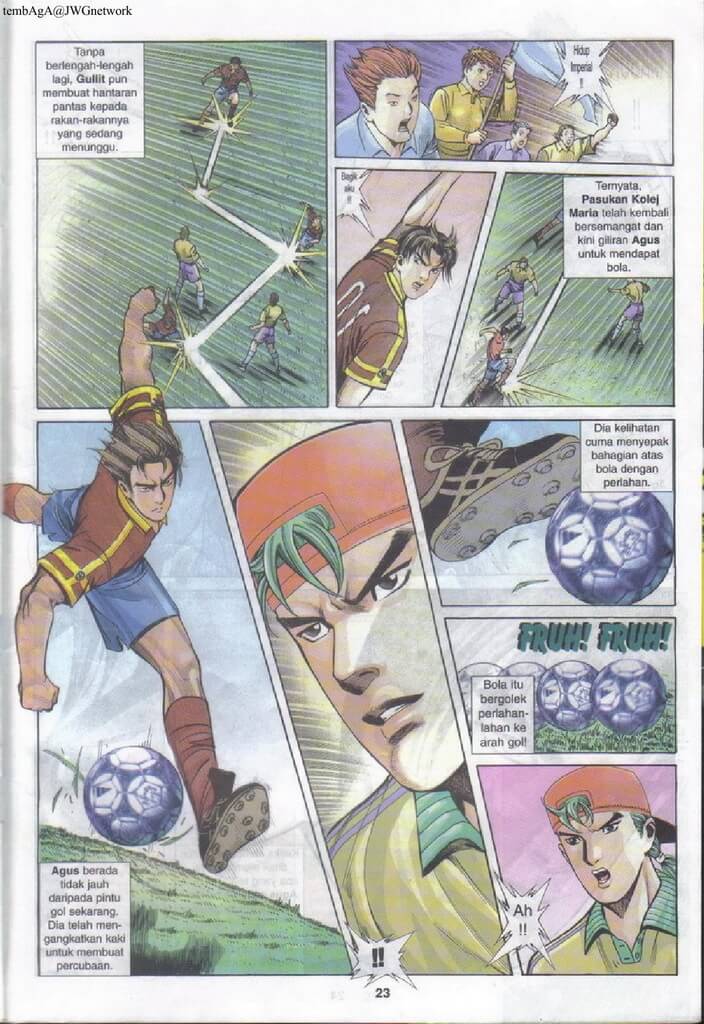 tembAgA@JWGnetwork
Tanpa
berlengah-lengah
lagi, Gullit pun
membuat hantaran
pantas kepada
rakan-rakannya
yang sedang
menunggu.
Hidup
Imperial
!!
Bagik
aku !!
Ternyata,
Pasukan Kolej
Maria telah kembali
bersemangat dan
kini giliran Agus
untuk mendapat
bola.
Dia kelihatan
cuma menyepak
bahagian atas
bola dengan
perlahan.
FRUH! FRUH!
Bola itu
bergolek
perlahan-
lahan ke
arah gol!
Agus berada
tidak jauh
daripada pintu
gol sekarang.
Dia telah men-
gangkatkan kaki
untuk membuat
percubaan.
!!
Ah
!!
23